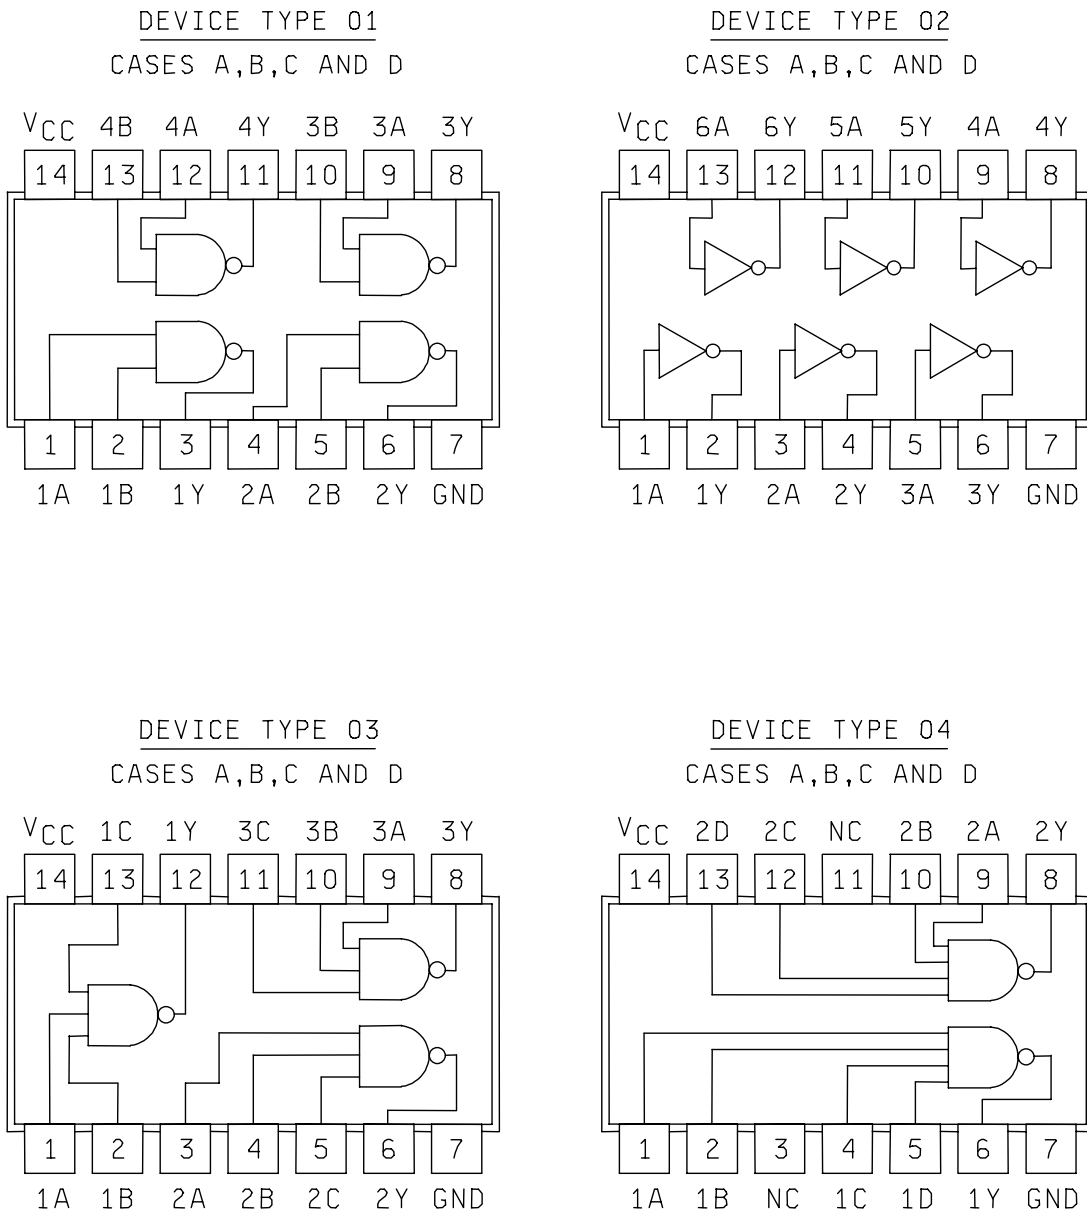 DEVICE TYPE 01
CASES A,B,C AND D
VCC 4B 4A 4Y 3B 3A 3Y
14 13 12 11 10 9 8
1 2 3 4 5 6 7
1A 1B 1Y 2A 2B 2Y GND
DEVICE TYPE 02
CASES A,B,C AND D
VCC 6A 6Y 5A 5Y 4A 4Y
14 13 12 11 10 9 8
1 2 3 4 5 6 7
1A 1Y 2A 2Y 3A 3Y GND
DEVICE TYPE 03
CASES A,B,C AND D
VCC 1C 1Y 3C 3B 3A 3Y
14 13 12 11 10 9 8
1 2 3 4 5 6 7
1A 1B 2A 2B 2C 2Y GND
DEVICE TYPE 04
CASES A,B,C AND D
VCC 2D 2C NC 2B 2A 2Y
14 13 12 11 10 9 8
1 2 3 4 5 6 7
1A 1B NC 1C 1D 1Y GND